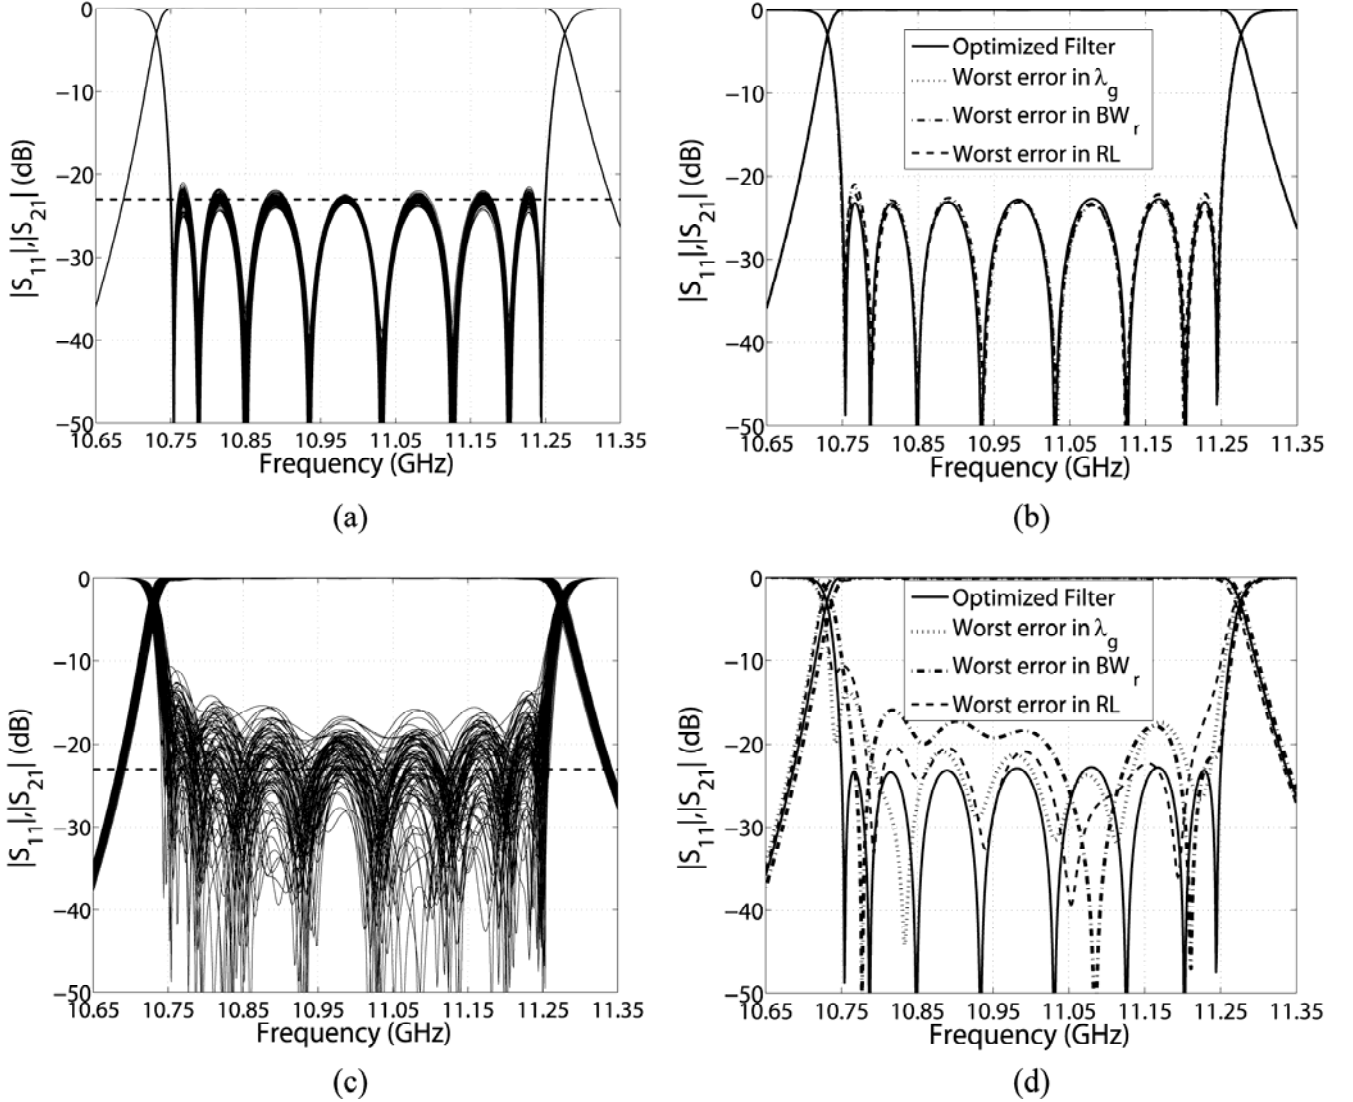 0
−10
−20
−30
−40
−50
10.65 10.75 10.85 10.95 11.05 11.15 11.25 11.35
Frequency (GHz)
|S11|,|S21| (dB)
(a)
0
−10
−20
−30
−40
−50
10.65 10.75 10.85 10.95 11.05 11.15 11.25 11.35
Frequency (GHz)
|S11|,|S21| (dB)
Optimized Filter
Worst error in λg
Worst error in BWr
Worst error in RL
(b)
0
−10
−20
−30
−40
−50
10.65 10.75 10.85 10.95 11.05 11.15 11.25 11.35
Frequency (GHz)
|S11|,|S21| (dB)
(c)
0
−10
−20
−30
−40
−50
10.65 10.75 10.85 10.95 11.05 11.15 11.25 11.35
Frequency (GHz)
|S11|,|S21| (dB)
Optimized Filter
Worst error in λg
Worst error in BWr
Worst error in RL
(d)